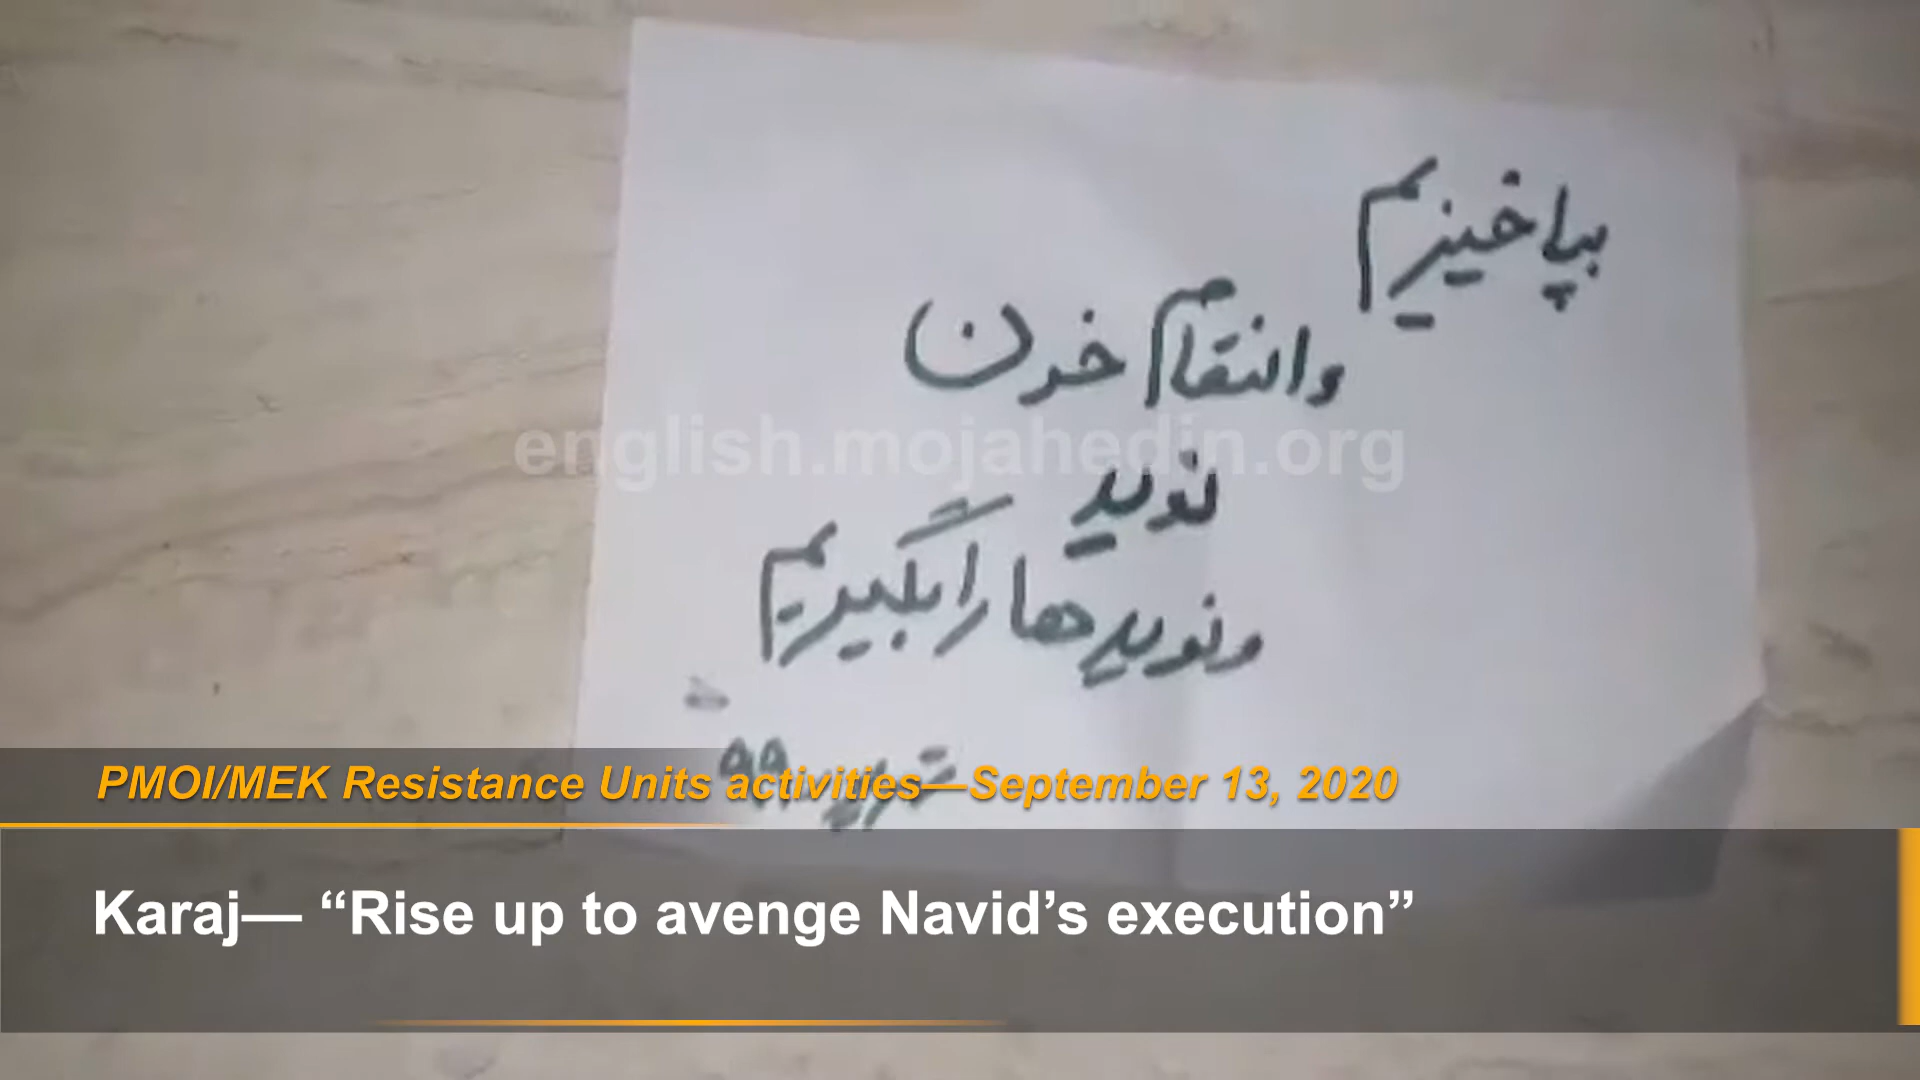 بپاخیزیم
وانتقام خون
english.mojahedin.org
نوید
ونویدها رابگیریم
PMOI/MEK Resistance Units activities—September 13, 2020
Karaj— “Rise up to avenge Navid’s execution”